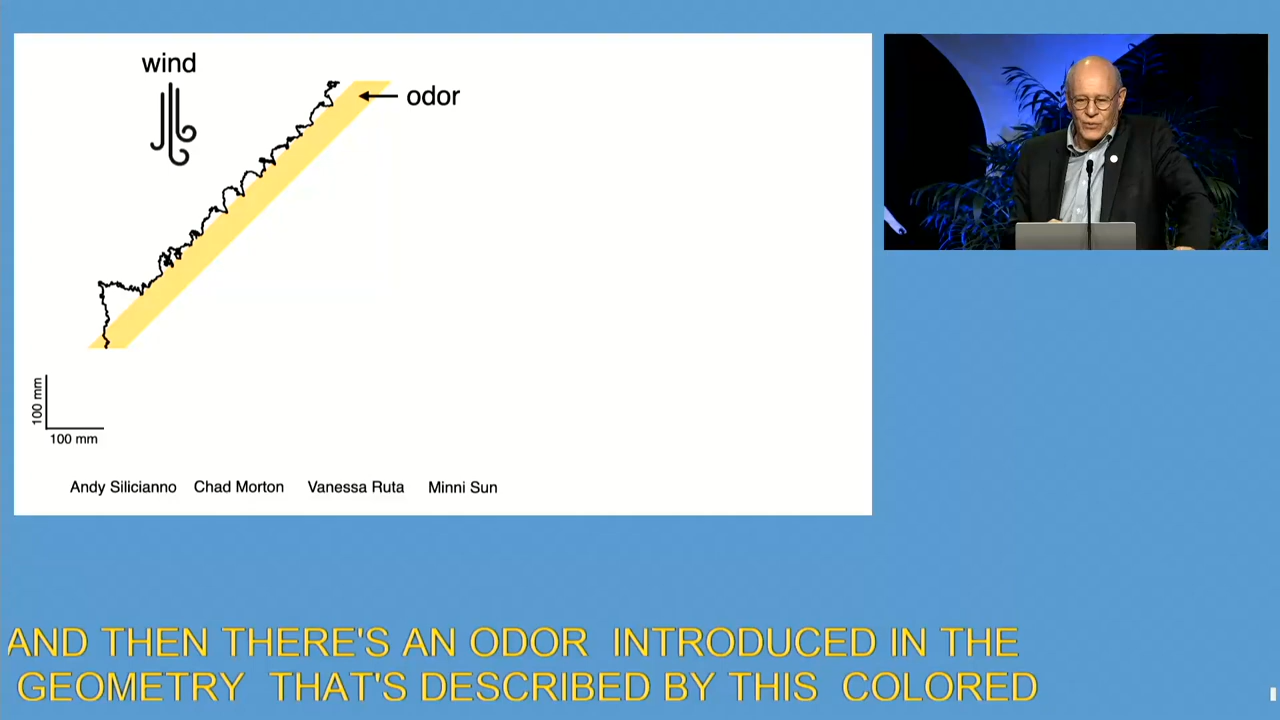 wind
odor
100 mm
100 mm
Andy Silicianno Chad Morton Vanessa Ruta Minni Sun
AND THEN THERE'S AN ODOR INTRODUCED IN THE
GEOMETRY THAT'S DESCRIBED BY THIS COLORED